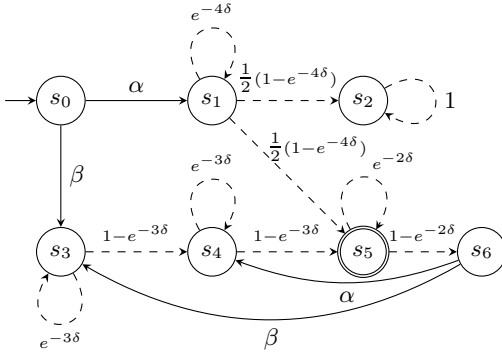 e^{-4δ}
s_0
α
s_1
½(1−e^{-4δ})
s_2
1
β
½(1−e^{-4δ})
e^{-3δ}
e^{-2δ}
s_3
1−e^{-3δ}
s_4
1−e^{-3δ}
s_5
1−e^{-2δ}
s_6
α
e^{-3δ}
β